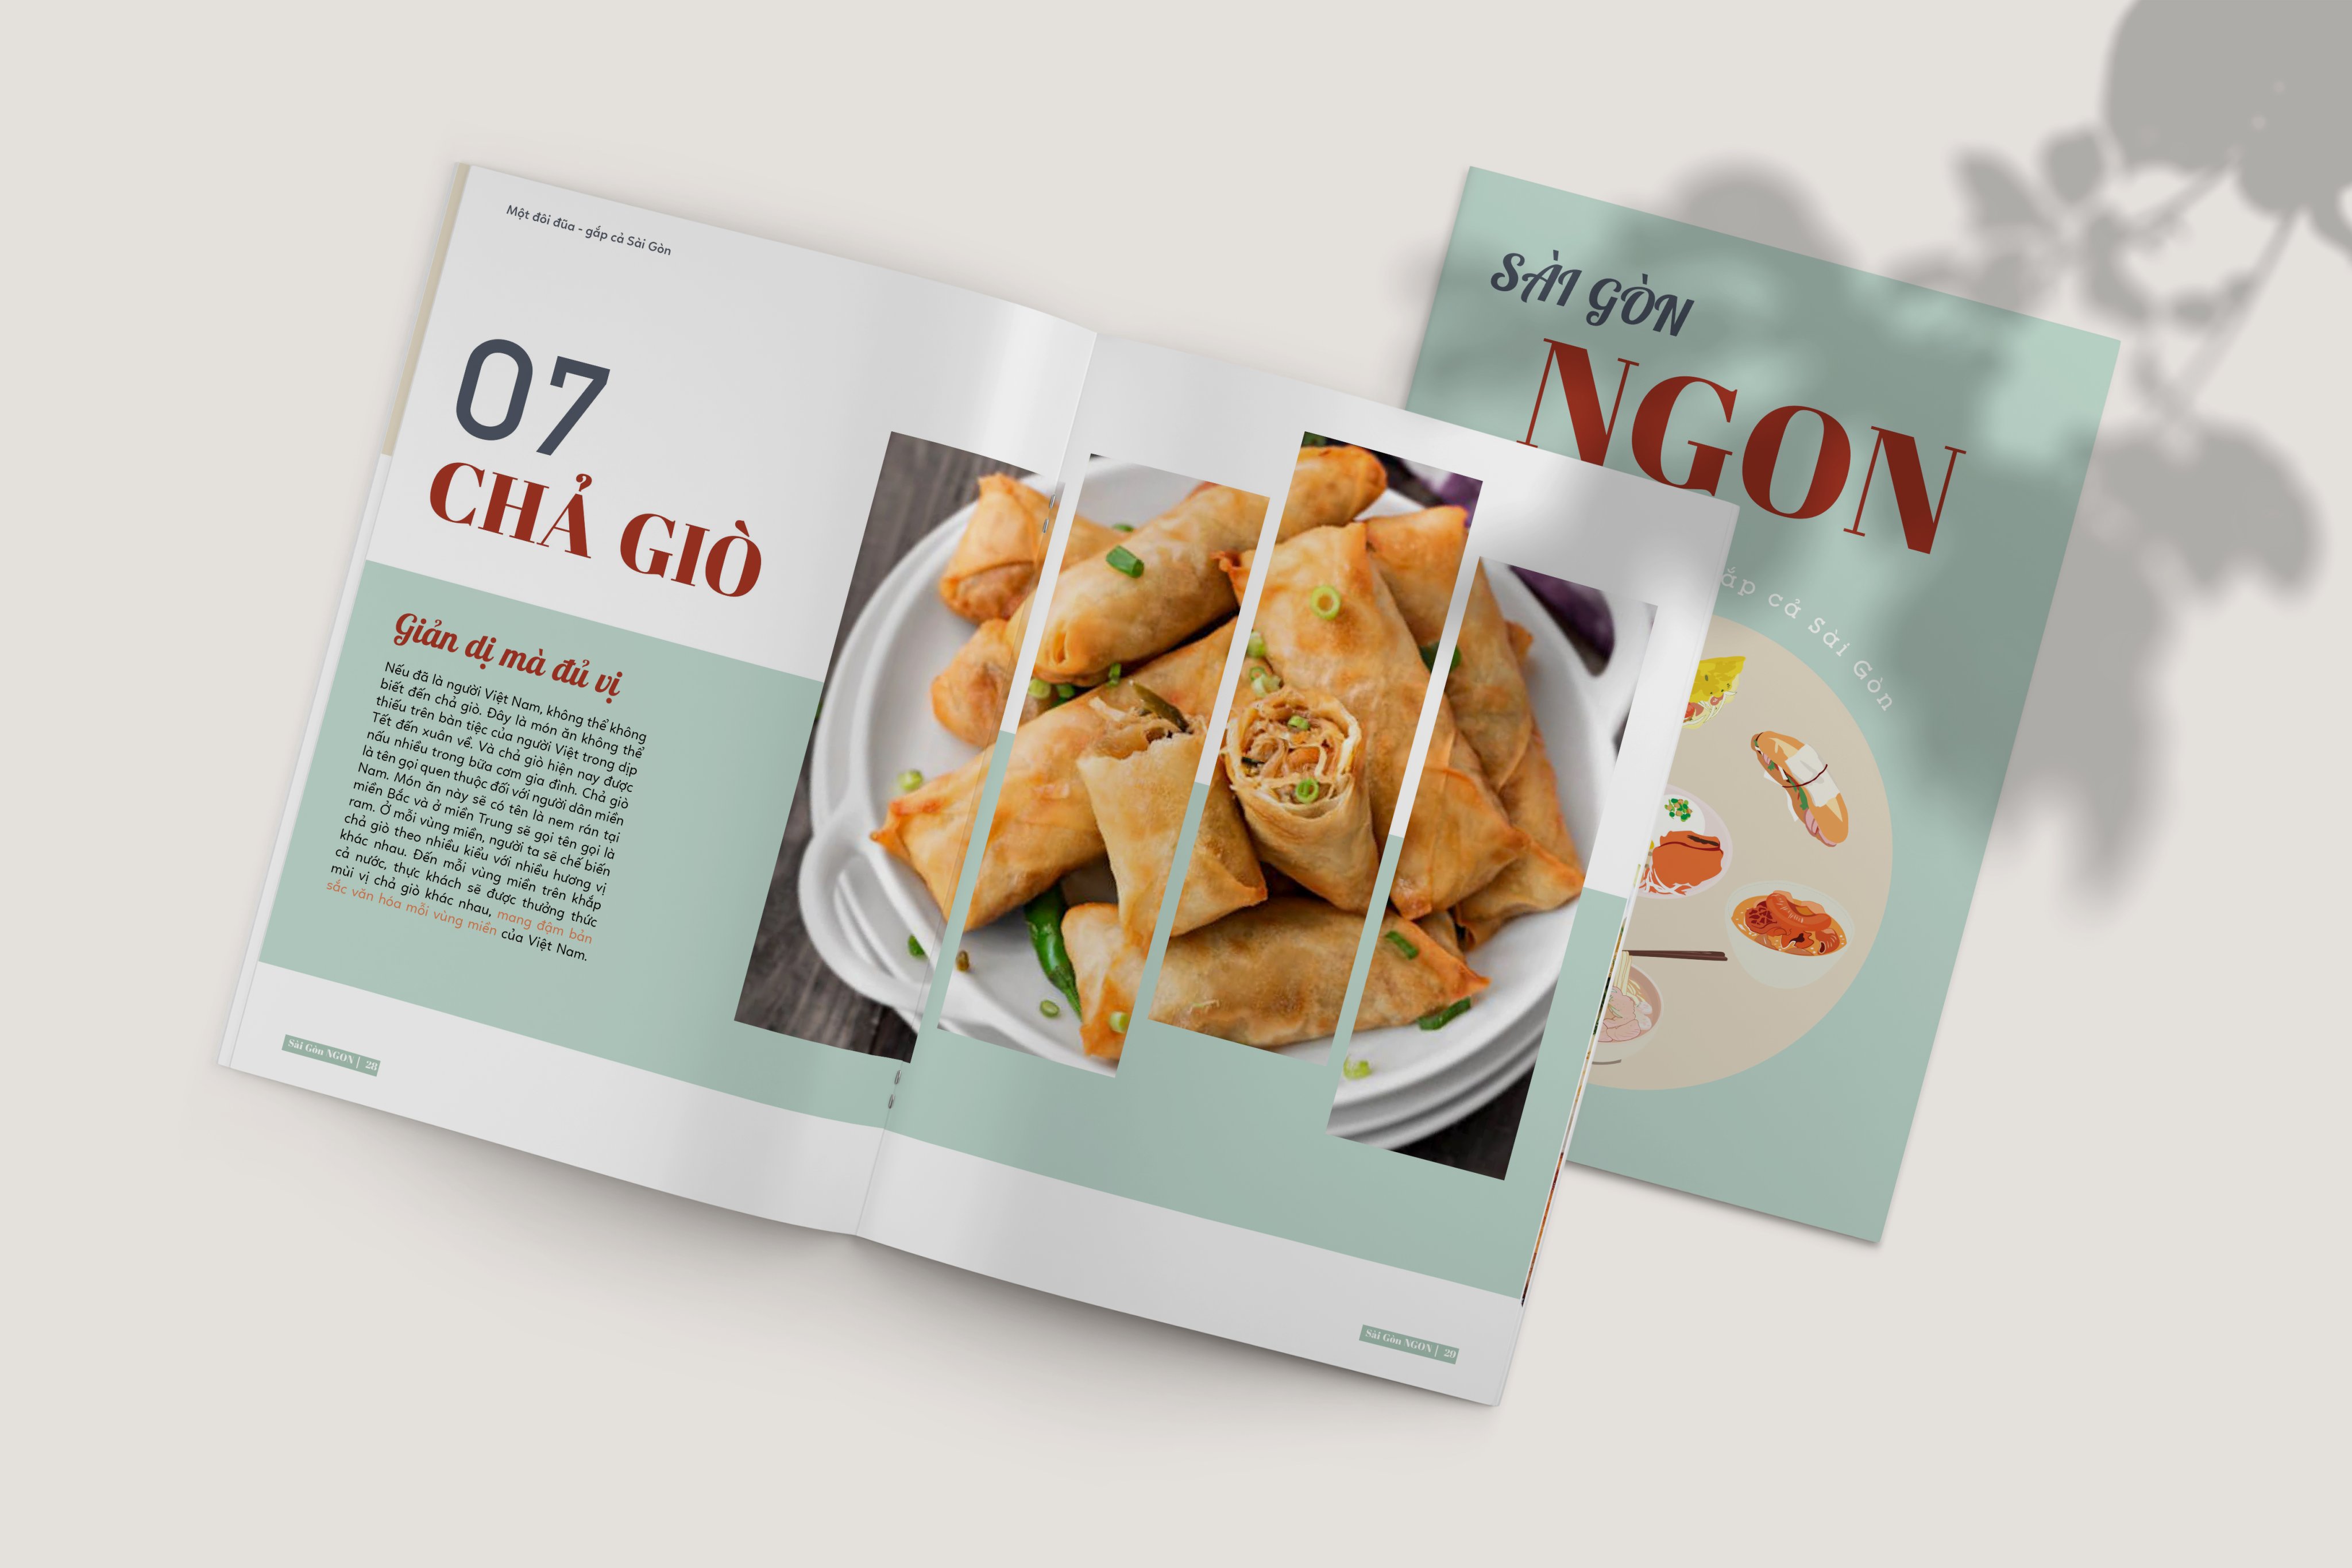 Một đôi đũa - gắp cả Sài Gòn
07
CHẢ GIÒ
Giản dị mà đủ vị
Nếu đã là người Việt Nam, không thể không
biết đến chả giò. Đây là món ăn không thể
thiếu trên bàn tiệc của người Việt trong dịp
Tết đến xuân về. Và chả giò hiện nay được
nấu nhiều trong bữa cơm gia đình. Chả giò
là tên gọi quen thuộc đối với người dân miền
Nam. Món ăn này sẽ có tên là nem rán tại
miền Bắc và ở miền Trung sẽ gọi tên gọi là
ram. Ở mỗi vùng miền, người ta sẽ chế biến
chả giò theo nhiều kiểu với nhiều hương vị
khác nhau. Đến mỗi vùng miền trên khắp
cả nước, thực khách sẽ được thưởng thức
mùi vị chả giò khác nhau, mang đậm bản
sắc văn hóa mỗi vùng miền của Việt Nam.
Sài Gòn NGON | 28
Sài Gòn NGON | 29
SÀI GÒN
NGON
ắp cả Sài Gòn